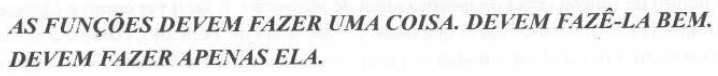 AS FUNÇÕES DEVEM FAZER UMA COISA. DEVEM FAZÊ-LA BEM.
DEVEM FAZER APENAS ELA.